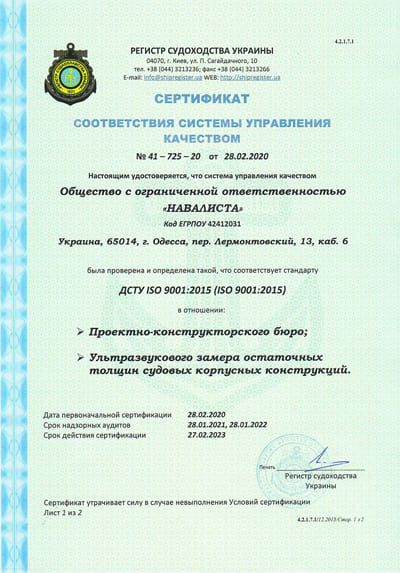 4.2.1.7.1
РЕГИСТР СУДОХОДСТВА УКРАИНЫ
04070, г. Киев, ул. П. Сагайдачного, 10
тел. +38 (044) 3213236; факс +38 (044) 3213266
E-mail: info@shipregister.ua WEB: http://shipregister.ua
СЕРТИФИКАТ
СООТВЕТСТВИЯ СИСТЕМЫ УПРАВЛЕНИЯ
КАЧЕСТВОМ
№ 41 – 725 – 20 от 28.02.2020
Настоящим удостоверяется, что система управления качеством
Общество с ограниченной ответственностью
«НАВАЛИСТА»
Код ЕГРПОУ 42412031
Украина, 65014, г. Одесса, пер. Лермонтовский, 13, каб. 6
была проверена и определена такой, что соответствует стандарту
ДСТУ ISO 9001:2015 (ISO 9001:2015)
в отношении:
➢ Проектно-конструкторского бюро;
➢ Ультразвукового замера остаточных
толщин судовых корпусных конструкций.
Дата первоначальной сертификации 28.02.2020
Срок надзорных аудитов 28.01.2021, 28.01.2022
Срок действия сертификации 27.02.2023
Печать
Регистр судоходства
Украины
Сертификат утрачивает силу в случае невыполнения Условий сертификации
Лист 1 из 2
4.2.1.7.1/12.2015/Стр. 1 з 2